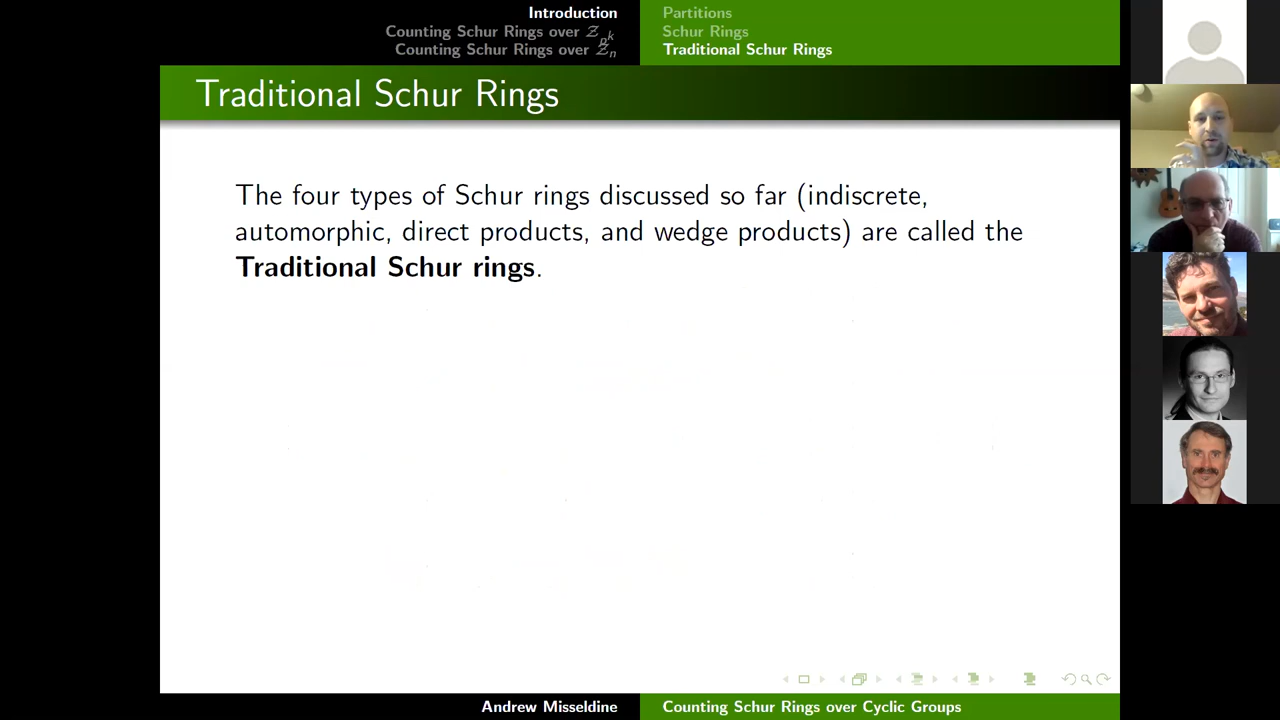 Introduction
Counting Schur Rings over 𝒵ₚₖ
Counting Schur Rings over 𝒵ₙ
Partitions
Schur Rings
Traditional Schur Rings
Traditional Schur Rings
The four types of Schur rings discussed so far (indiscrete,
automorphic, direct products, and wedge products) are called the
Traditional Schur rings.
Andrew Misseldine
Counting Schur Rings over Cyclic Groups